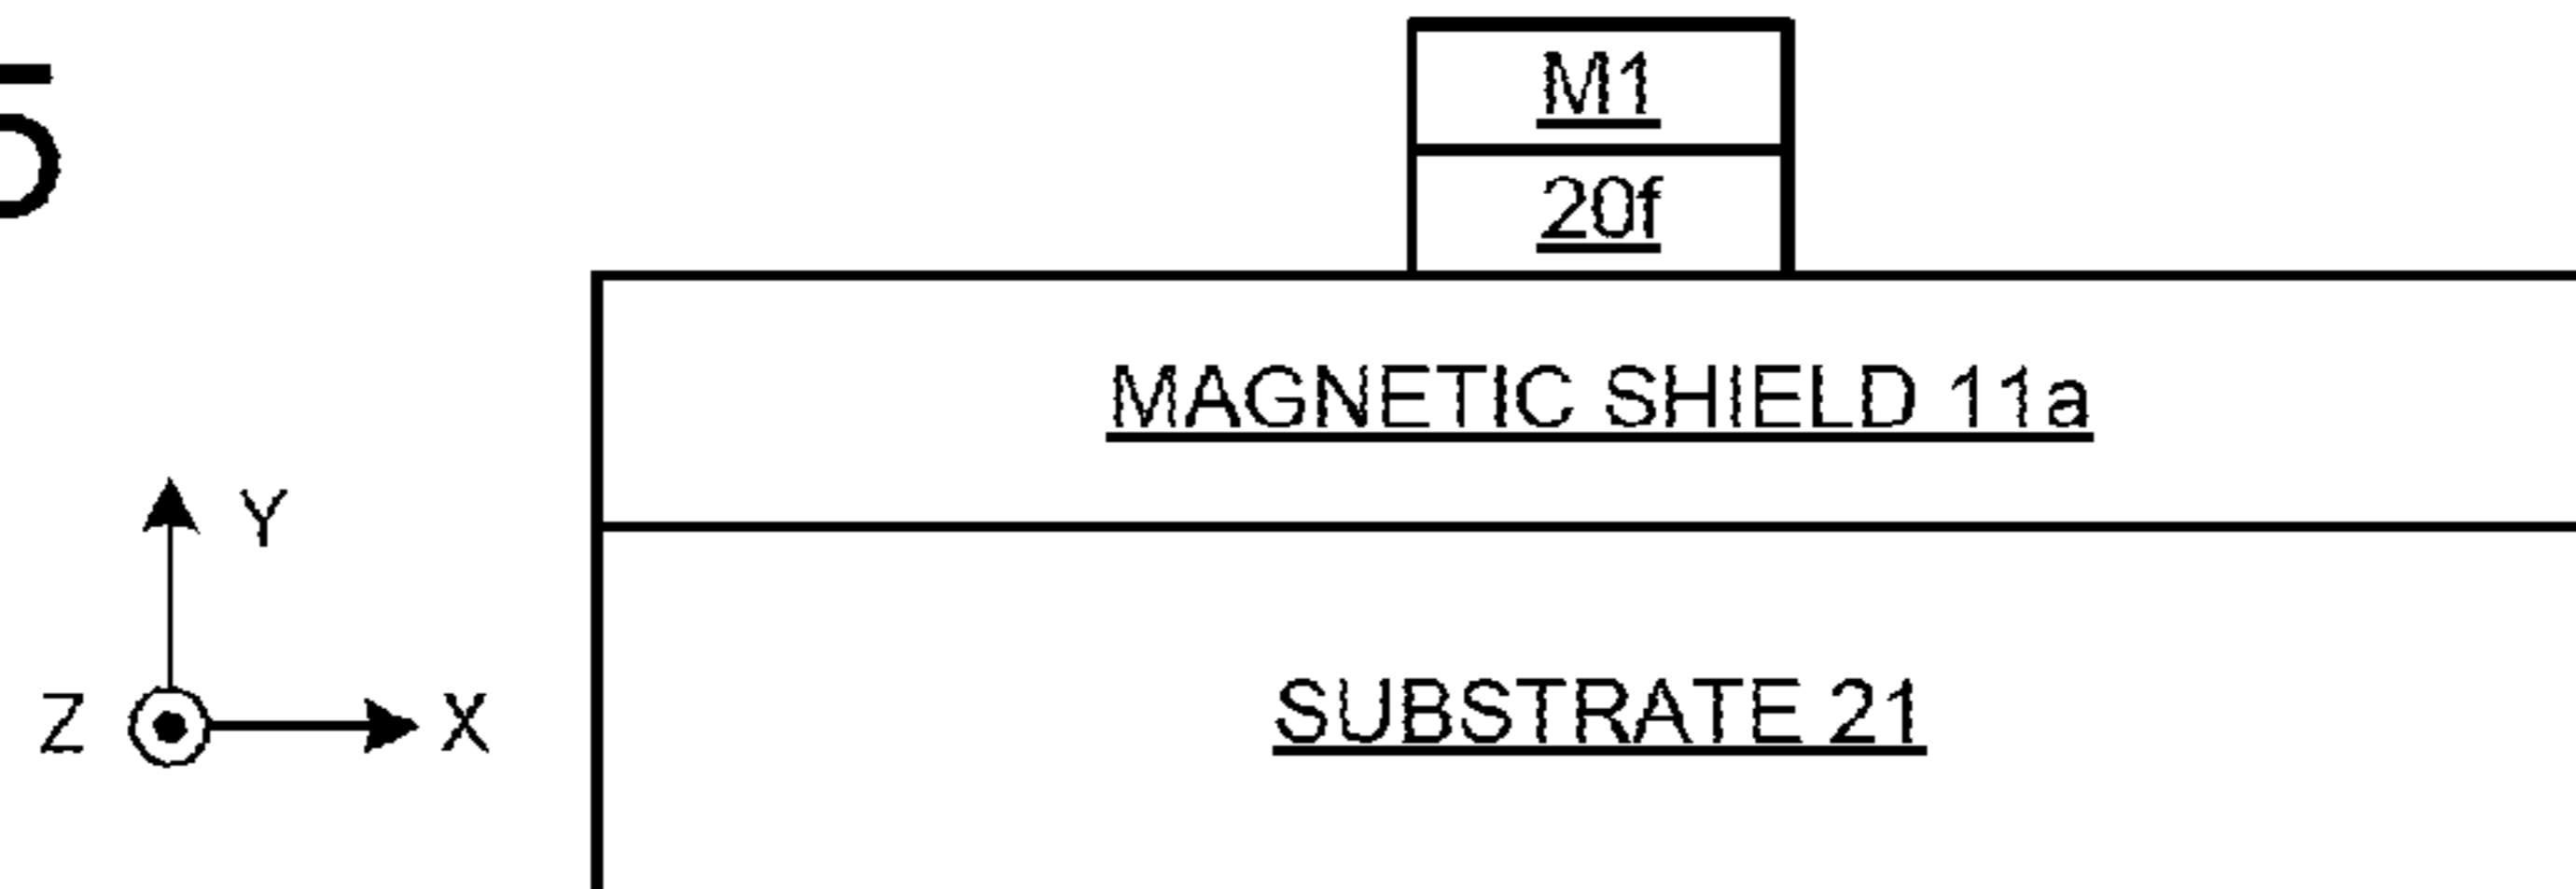 5
M1
20f
MAGNETIC SHIELD 11a
Y
Z X
SUBSTRATE 21